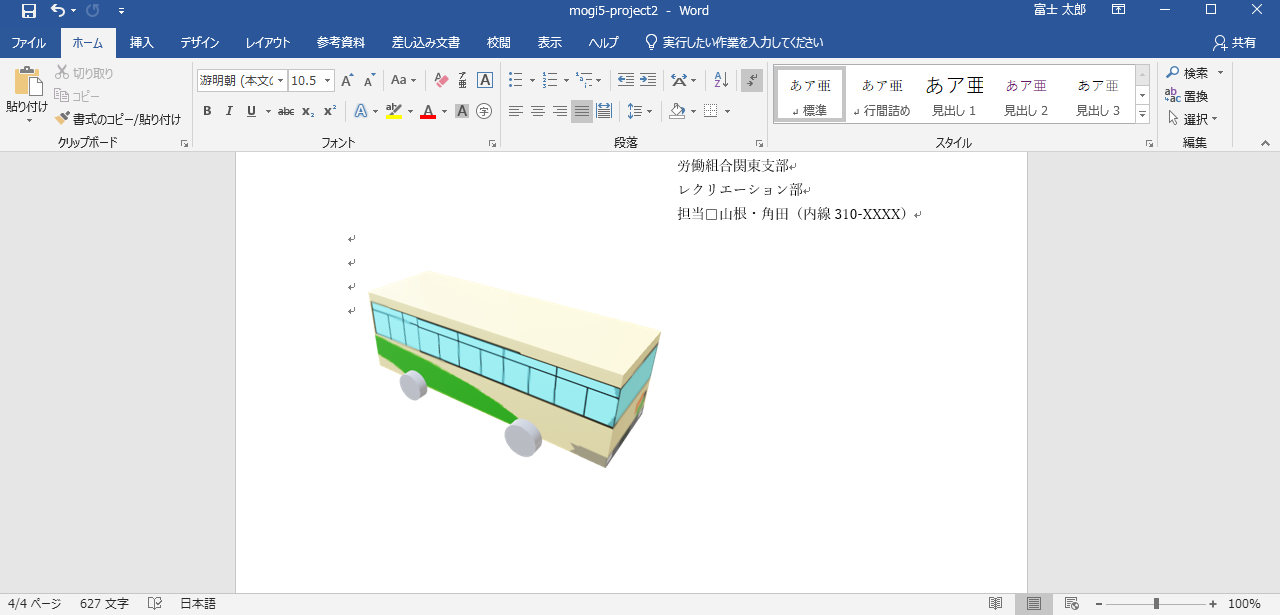 mogi5-project2 - Word
富士 太郎
ファイル
ホーム
挿入
デザイン
レイアウト
参考資料
差し込み文書
校閲
表示
ヘルプ
実行したい作業を入力してください
共有
貼り付け
切り取り
コピー
書式のコピー/貼り付け
クリップボード
游明朝 (本文の
10.5
A A Aa A
B I U abc x₂ x² A A A 字
フォント
段落
あア亜
標準
あア亜
行間詰め
あア亜
見出し 1
あア亜
見出し 2
あア亜
見出し 3
スタイル
検索
置換
選択
編集
労働組合関東支部
レクリエーション部
担当□山根・角田（内線 310-XXXX）
4/4 ページ
627 文字
日本語
100%